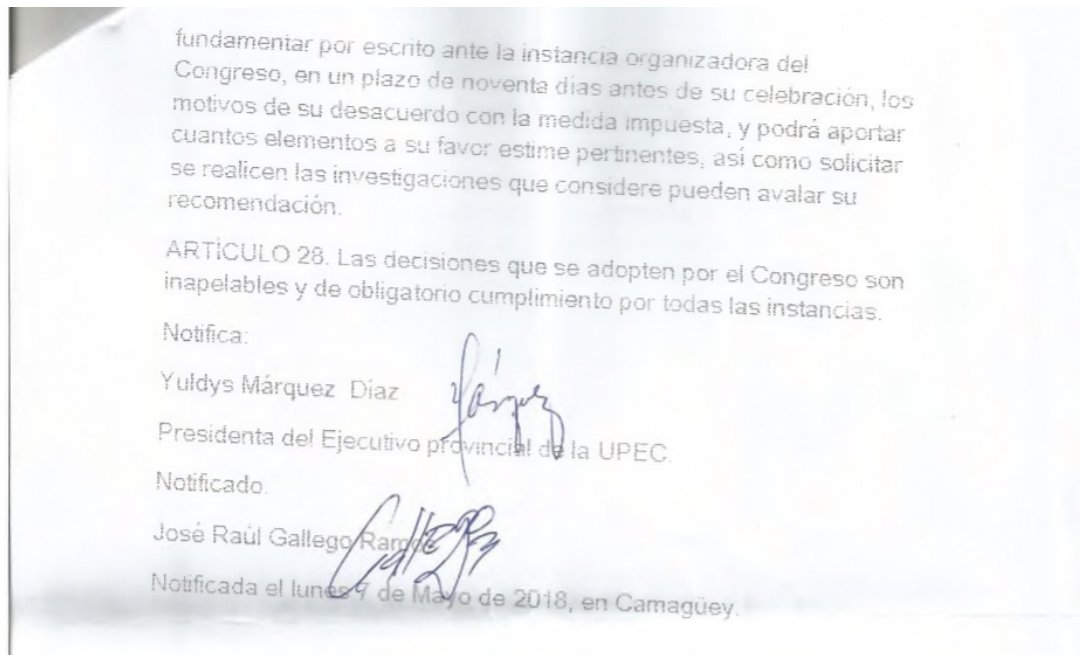 fundamentar por escrito ante la instancia organizadora del
Congreso, en un plazo de noventa días antes de su celebración, los
motivos de su desacuerdo con la medida impuesta, y podrá aportar
cuantos elementos a su favor estime pertinentes, así como solicitar
se realicen las investigaciones que considere pueden avalar su
recomendación.
ARTÍCULO 28. Las decisiones que se adopten por el Congreso son
inapelables y de obligatorio cumplimiento por todas las instancias.
Notifica:
Yuldys Márquez Díaz
Márquez
Presidenta del Ejecutivo provincial de la UPEC.
Notificado.
José Raúl Gallego Ramos
Gallego
Notificada el lunes 7 de Mayo de 2018, en Camagüey.